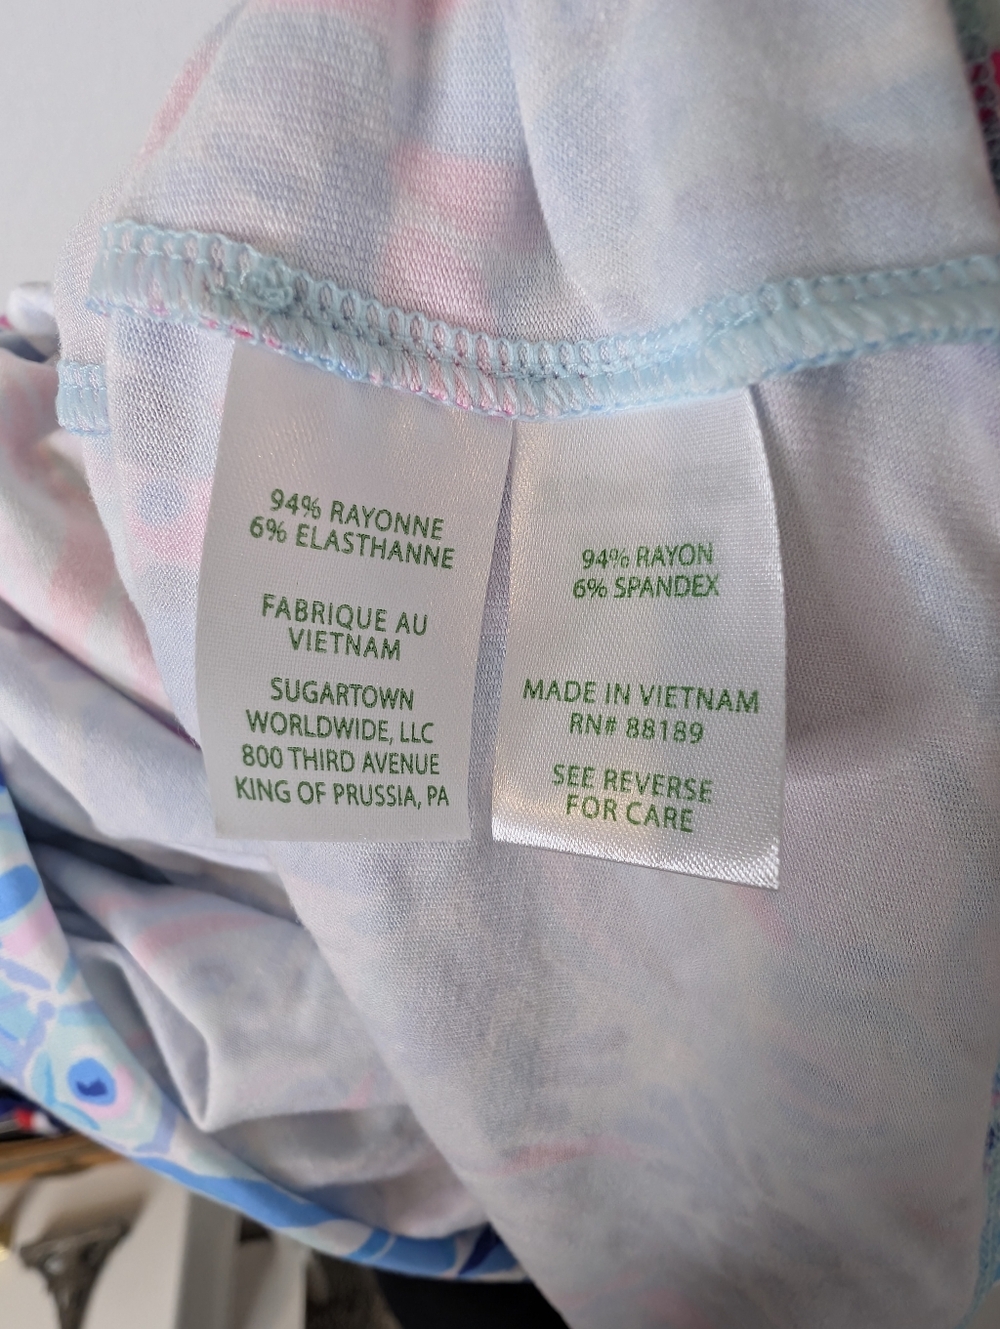 94% RAYONNE
6% ELASTHANNE
FABRIQUE AU
VIETNAM
SUGARTOWN
WORLDWIDE, LLC
800 THIRD AVENUE
KING OF PRUSSIA, PA
94% RAYON
6% SPANDEX
MADE IN VIETNAM
RN# 88189
SEE REVERSE
FOR CARE